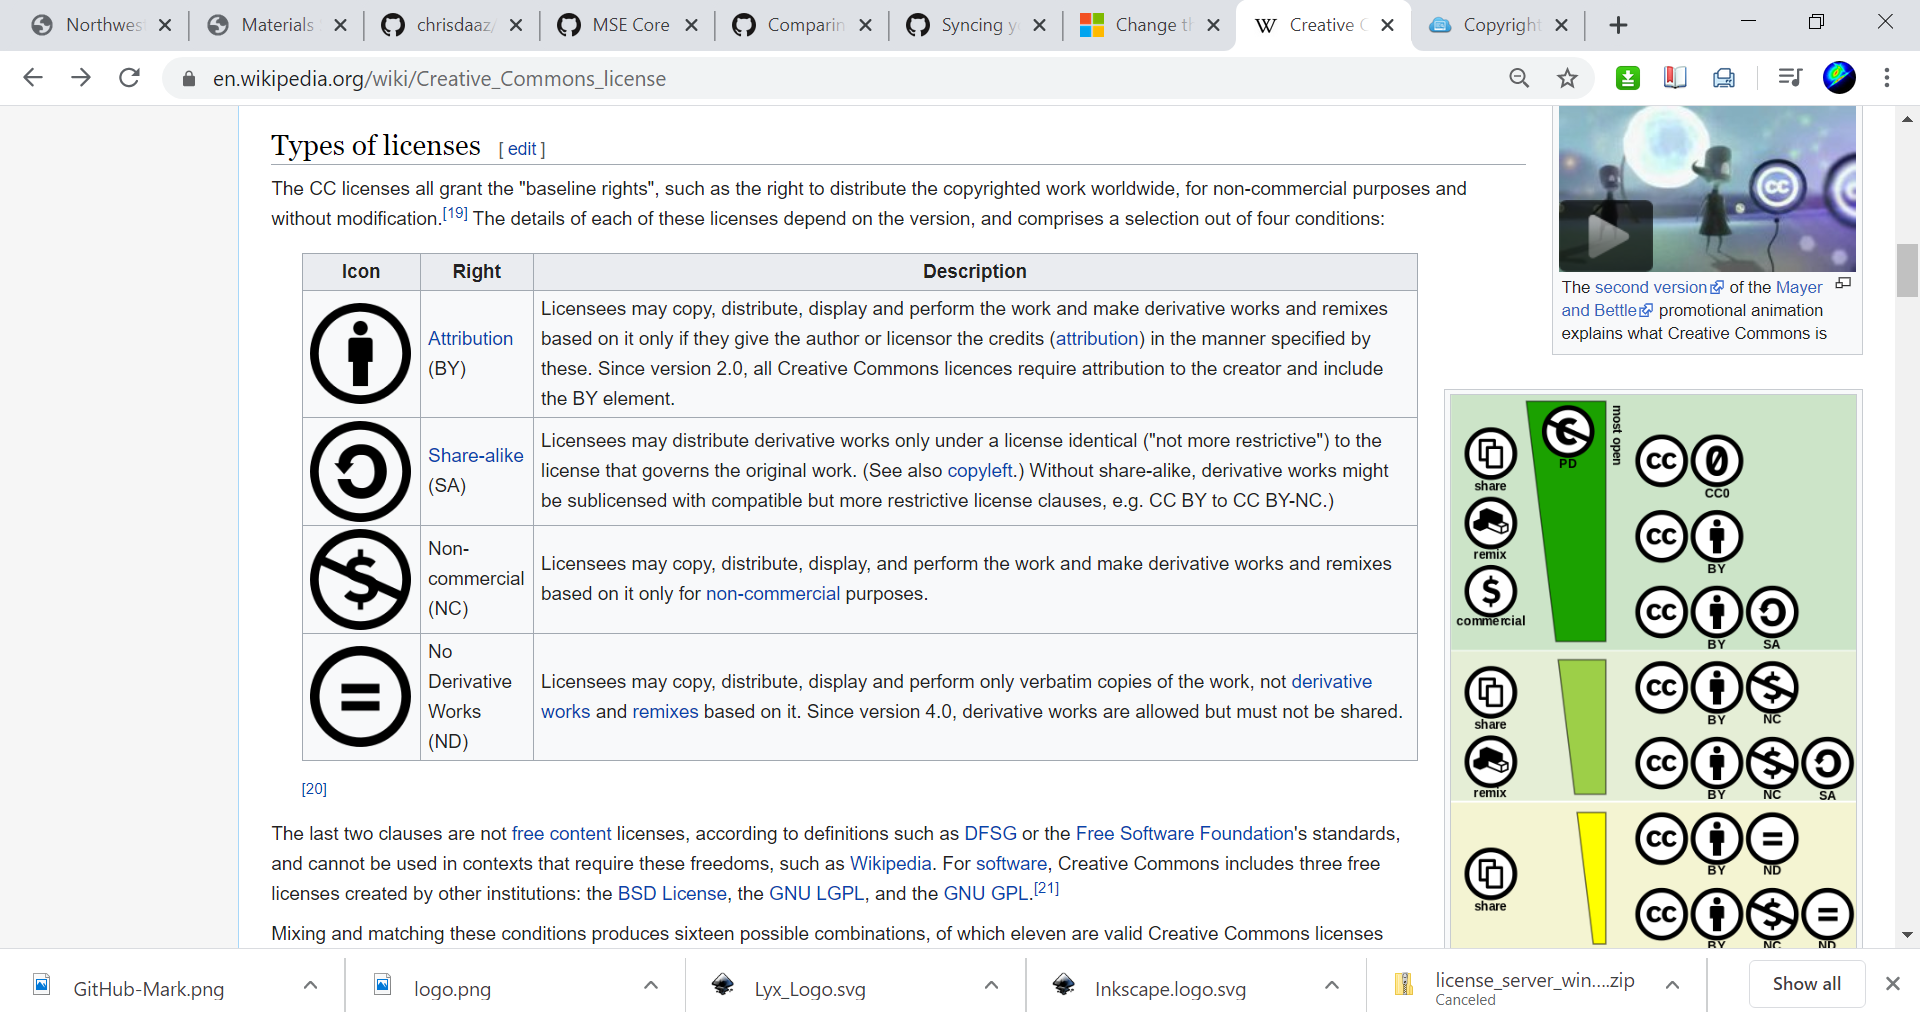 Northwes
Materials
chrisdaaz/
MSE Core
Comparin
Syncing y
Change t
Creative C
Copyright
en.wikipedia.org/wiki/Creative_Commons_license
Types of licenses [ edit ]
The CC licenses all grant the "baseline rights", such as the right to distribute the copyrighted work worldwide, for non-commercial purposes and
without modification.[19] The details of each of these licenses depend on the version, and comprises a selection out of four conditions:
Icon Right Description
Attribution
(BY)
Licensees may copy, distribute, display and perform the work and make derivative works and remixes
based on it only if they give the author or licensor the credits (attribution) in the manner specified by
these. Since version 2.0, all Creative Commons licences require attribution to the creator and include
the BY element.
Share-alike
(SA)
Licensees may distribute derivative works only under a license identical ("not more restrictive") to the
license that governs the original work. (See also copyleft.) Without share-alike, derivative works might
be sublicensed with compatible but more restrictive license clauses, e.g. CC BY to CC BY-NC.)
Non-
commercial
(NC)
Licensees may copy, distribute, display, and perform the work and make derivative works and remixes
based on it only for non-commercial purposes.
No
Derivative
Works
(ND)
Licensees may copy, distribute, display and perform only verbatim copies of the work, not derivative
works and remixes based on it. Since version 4.0, derivative works are allowed but must not be shared.
[20]
The last two clauses are not free content licenses, according to definitions such as DFSG or the Free Software Foundation's standards,
and cannot be used in contexts that require these freedoms, such as Wikipedia. For software, Creative Commons includes three free
licenses created by other institutions: the BSD License, the GNU LGPL, and the GNU GPL.[21]
Mixing and matching these conditions produces sixteen possible combinations, of which eleven are valid Creative Commons licenses
cc
The second version of the Mayer
and Bettle promotional animation
explains what Creative Commons is
share
remix
$
commercial
PD
most open
cc 0
CC0
cc
BY
cc
BY SA
share
remix
cc $
BY NC
cc $
BY NC SA
share
cc =
BY ND
cc $ =
BY NC ND
GitHub-Mark.png
logo.png
Lyx_Logo.svg
Inkscape.logo.svg
license_server_win....zip
Canceled
Show all